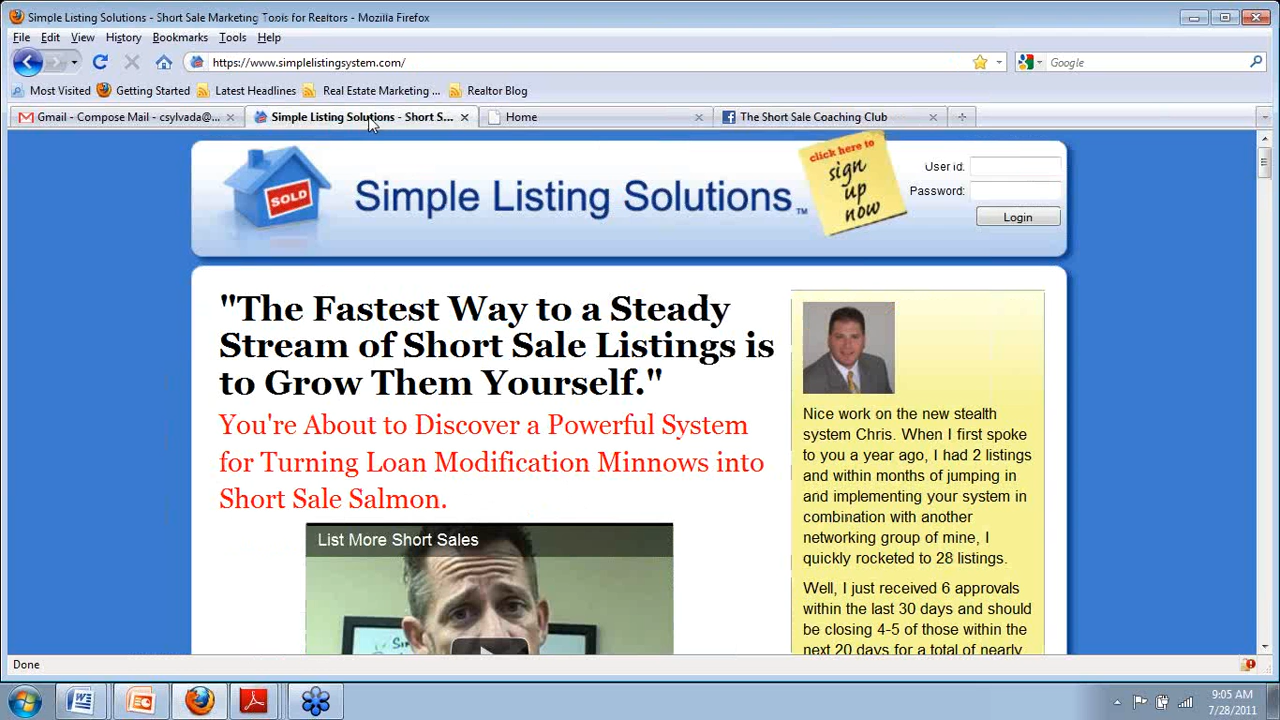 Simple Listing Solutions - Short Sale Marketing Tools for Realtors - Mozilla Firefox
File Edit View History Bookmarks Tools Help
https://www.simplelistingsystem.com/
Google
Most Visited Getting Started Latest Headlines Real Estate Marketing ... Realtor Blog
Gmail - Compose Mail - csylvada@... Simple Listing Solutions - Short S... Home The Short Sale Coaching Club
Simple Listing Solutions™
click here to
sign
up
now
User id:
Password:
Login
SOLD
"The Fastest Way to a Steady
Stream of Short Sale Listings is
to Grow Them Yourself."
You're About to Discover a Powerful System
for Turning Loan Modification Minnows into
Short Sale Salmon.
List More Short Sales
Nice work on the new stealth
system Chris. When I first spoke
to you a year ago, I had 2 listings
and within months of jumping in
and implementing your system in
combination with another
networking group of mine, I
quickly rocketed to 28 listings.
Well, I just received 6 approvals
within the last 30 days and should
be closing 4-5 of those within the
next 20 days for a total of nearly
Done
9:05 AM
7/28/2011